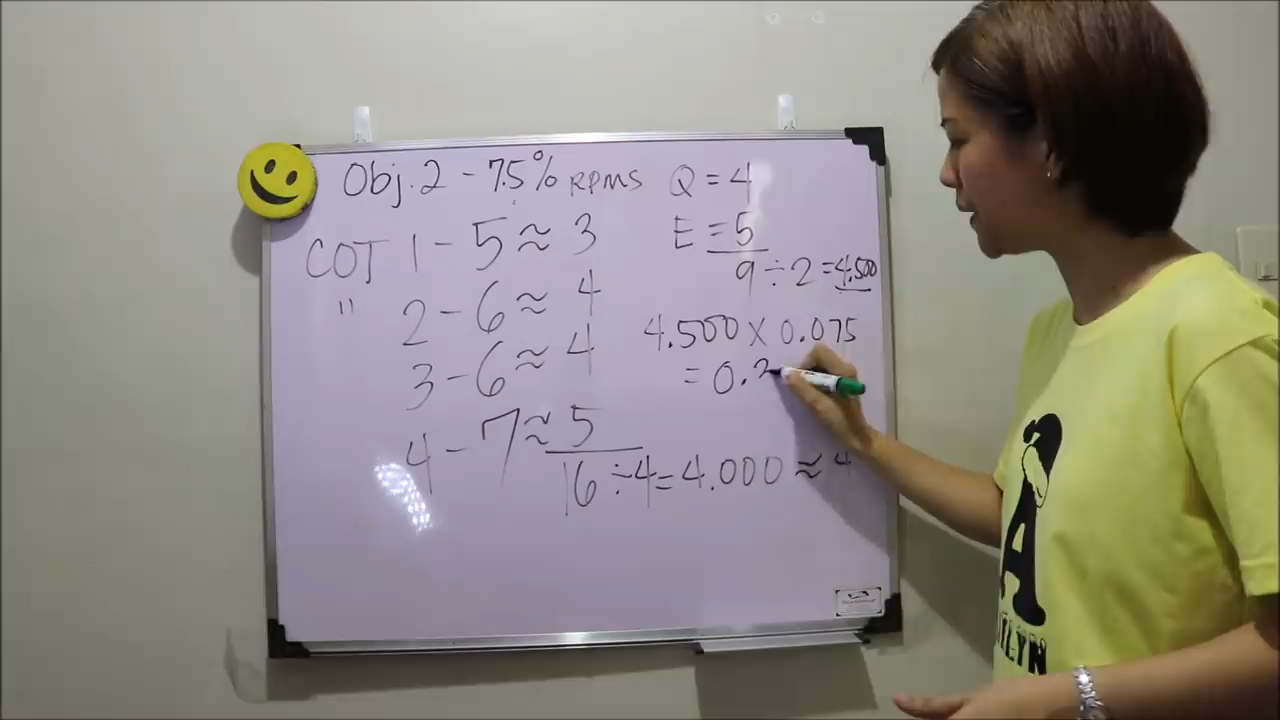 Obj. 2 - 7.5% RPMS
COT 1 - 5 ≈ 3
" 2 - 6 ≈ 4
3 - 6 ≈ 4
4 - 7 ≈ 5
16 ÷ 4 = 4.000 ≈ 4
Q = 4
E = 5
9 ÷ 2 = 4.500
4.500 x 0.075
= 0.3
A
LYN